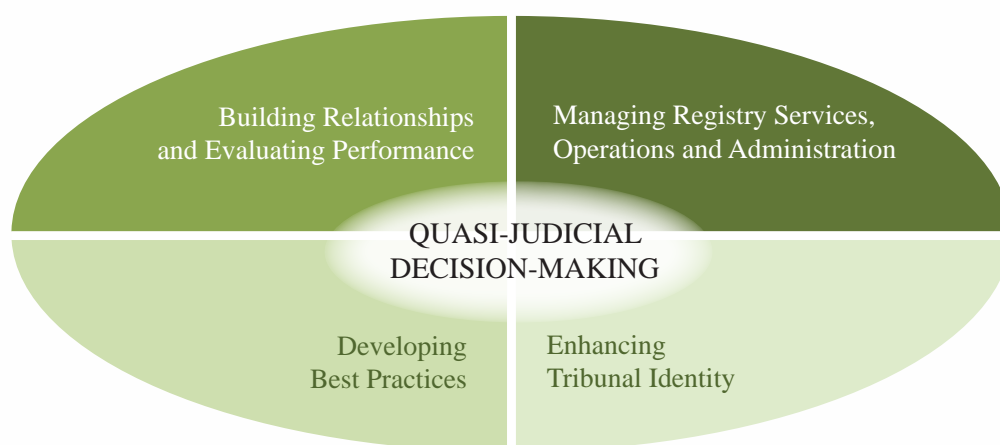 Building Relationships
and Evaluating Performance
Managing Registry Services,
Operations and Administration
QUASI-JUDICIAL
DECISION-MAKING
Developing
Best Practices
Enhancing
Tribunal Identity